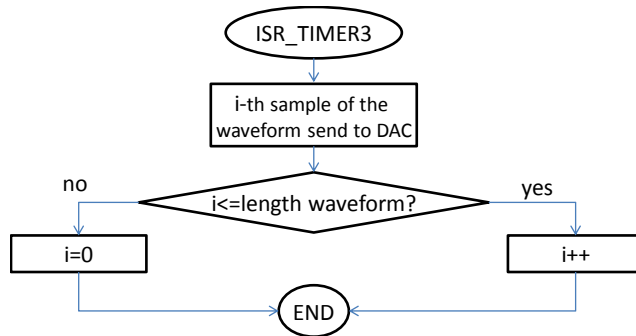 ISR_TIMER3
i-th sample of the
waveform send to DAC
no
i<=length waveform?
yes
i=0
i++
END